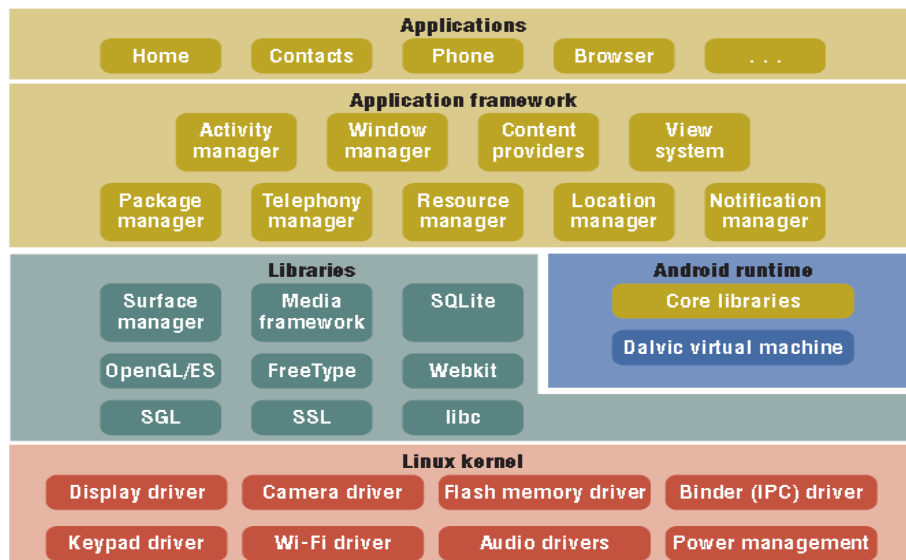 Applications
Home Contacts Phone Browser . . .
Application framework
Activity manager
Window manager
Content providers
View system
Package manager
Telephony manager
Resource manager
Location manager
Notification manager
Libraries
Surface manager
Media framework
SQLite
OpenGL/ES FreeType Webkit
SGL SSL libc
Android runtime
Core libraries
Dalvic virtual machine
Linux kernel
Display driver Camera driver Flash memory driver Binder (IPC) driver
Keypad driver Wi-Fi driver Audio drivers Power management